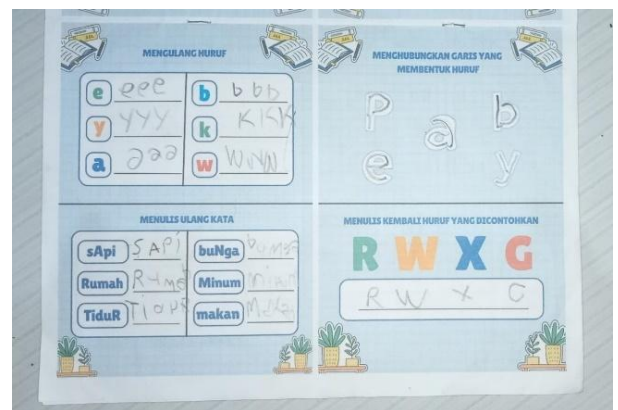 MENGULANG HURUF
e eee b bbb
y yyy k KKK
a aaa w WWW
MENGHUBUNGKAN GARIS YANG
MEMBENTUK HURUF
P a b
e y
MENULIS ULANG KATA
sApi SAPi buNga
Rumah Minum
TiduR makan
MENULIS KEMBALI HURUF YANG DICONTOHKAN
R W X G
R W X C